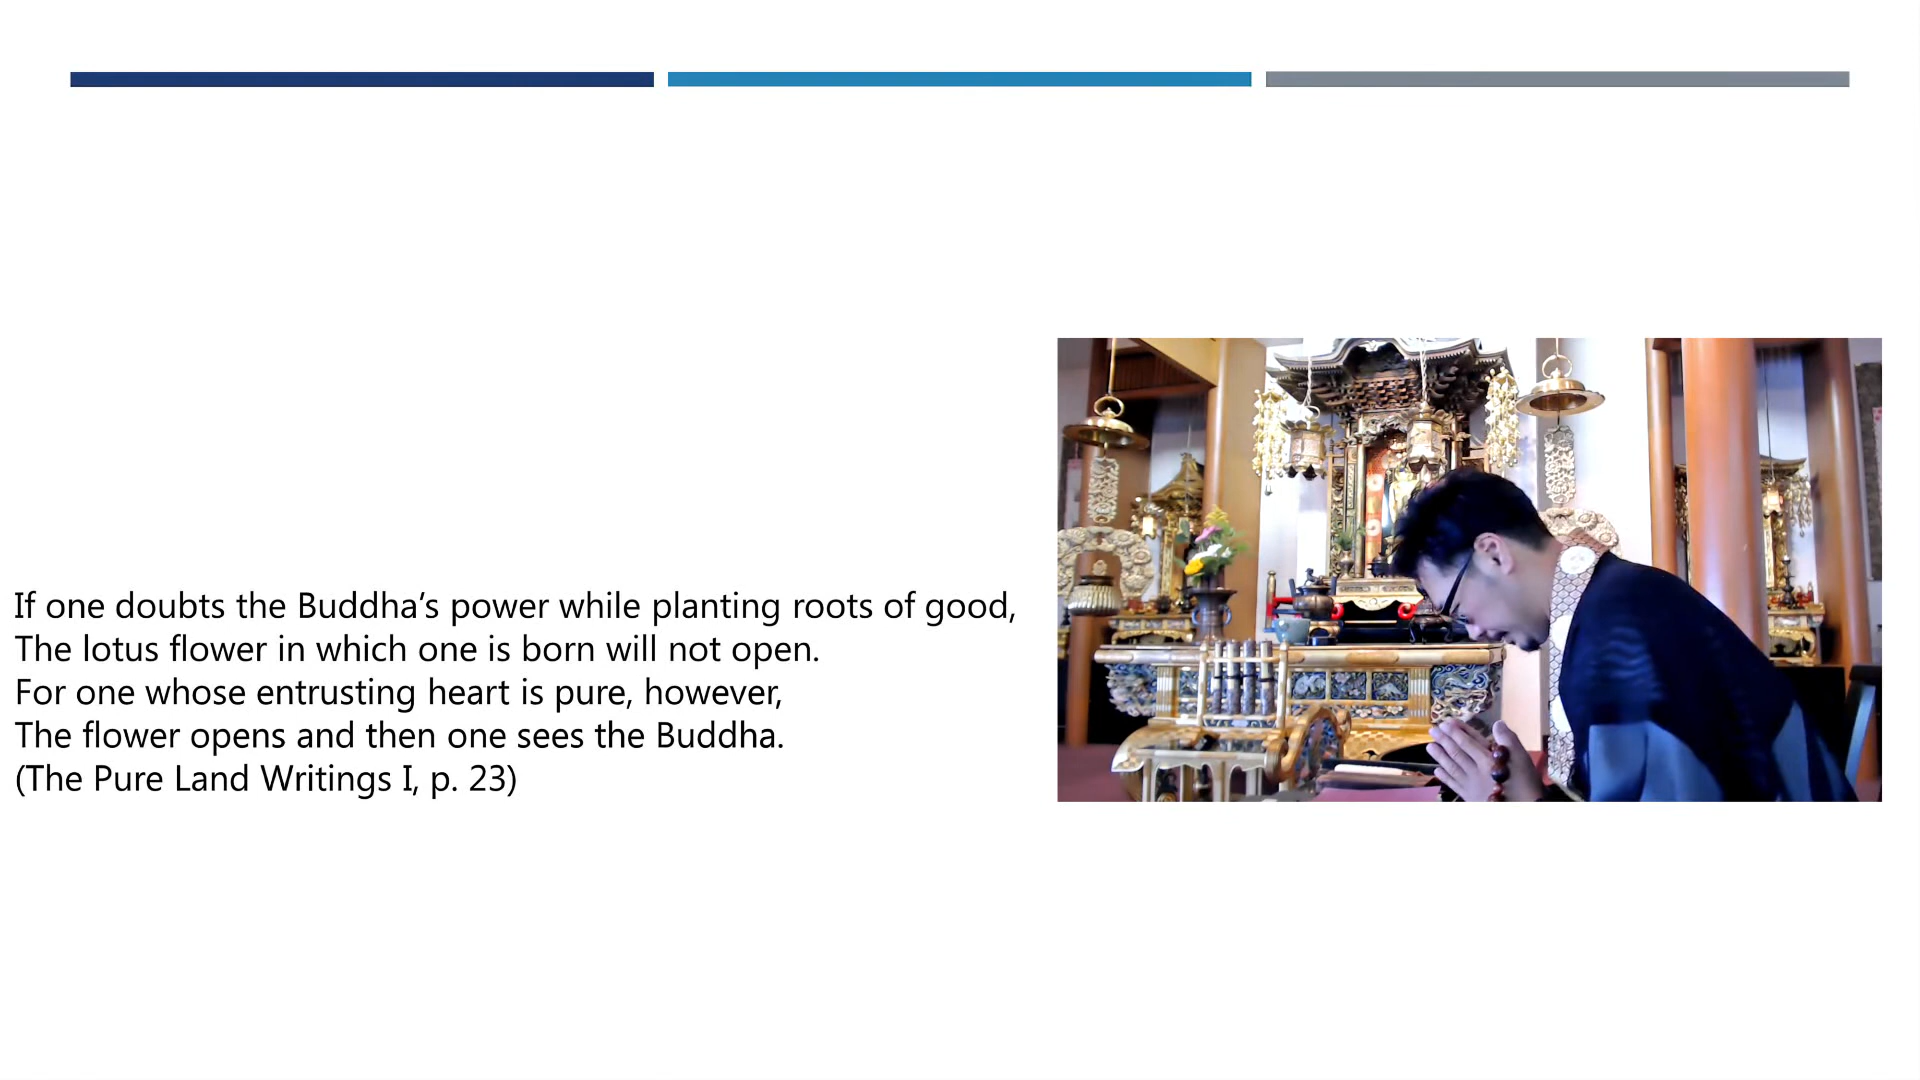 If one doubts the Buddha’s power while planting roots of good,
The lotus flower in which one is born will not open.
For one whose entrusting heart is pure, however,
The flower opens and then one sees the Buddha.
(The Pure Land Writings I, p. 23)